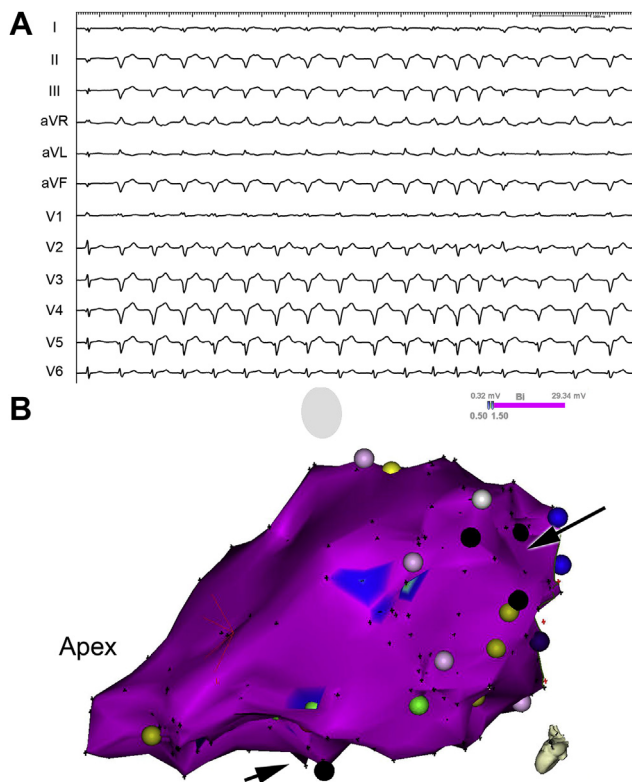 A
I
II
III
aVR
aVL
aVF
V1
V2
V3
V4
V5
V6
B
0.32 mV BI 29.34 mV
0.50 1.50
Apex